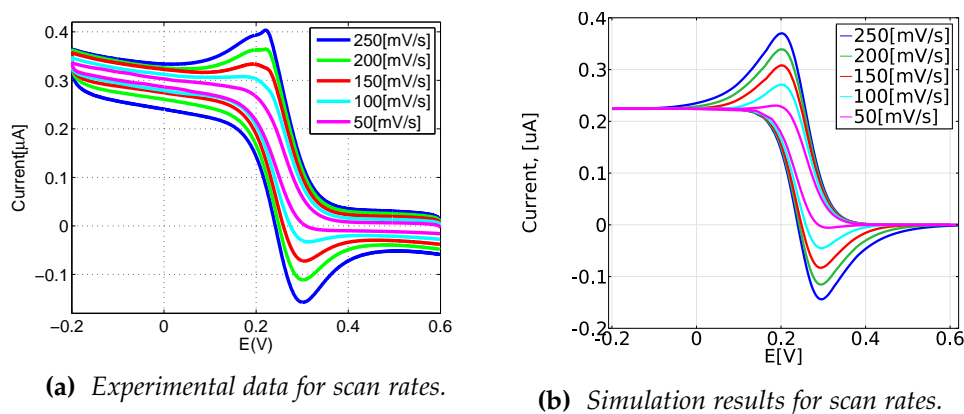 0.4
0.3
0.2
0.1
0
−0.1
Current[µA]
250[mV/s]
200[mV/s]
150[mV/s]
100[mV/s]
50[mV/s]
−0.2 0 0.2 0.4 0.6
E(V)
(a) Experimental data for scan rates.
0.4
0.3
0.2
0.1
0
-0.1
-0.2
Current, [uA]
250[mV/s]
200[mV/s]
150[mV/s]
100[mV/s]
50[mV/s]
-0.2 0 0.2 0.4 0.6
E[V]
(b) Simulation results for scan rates.